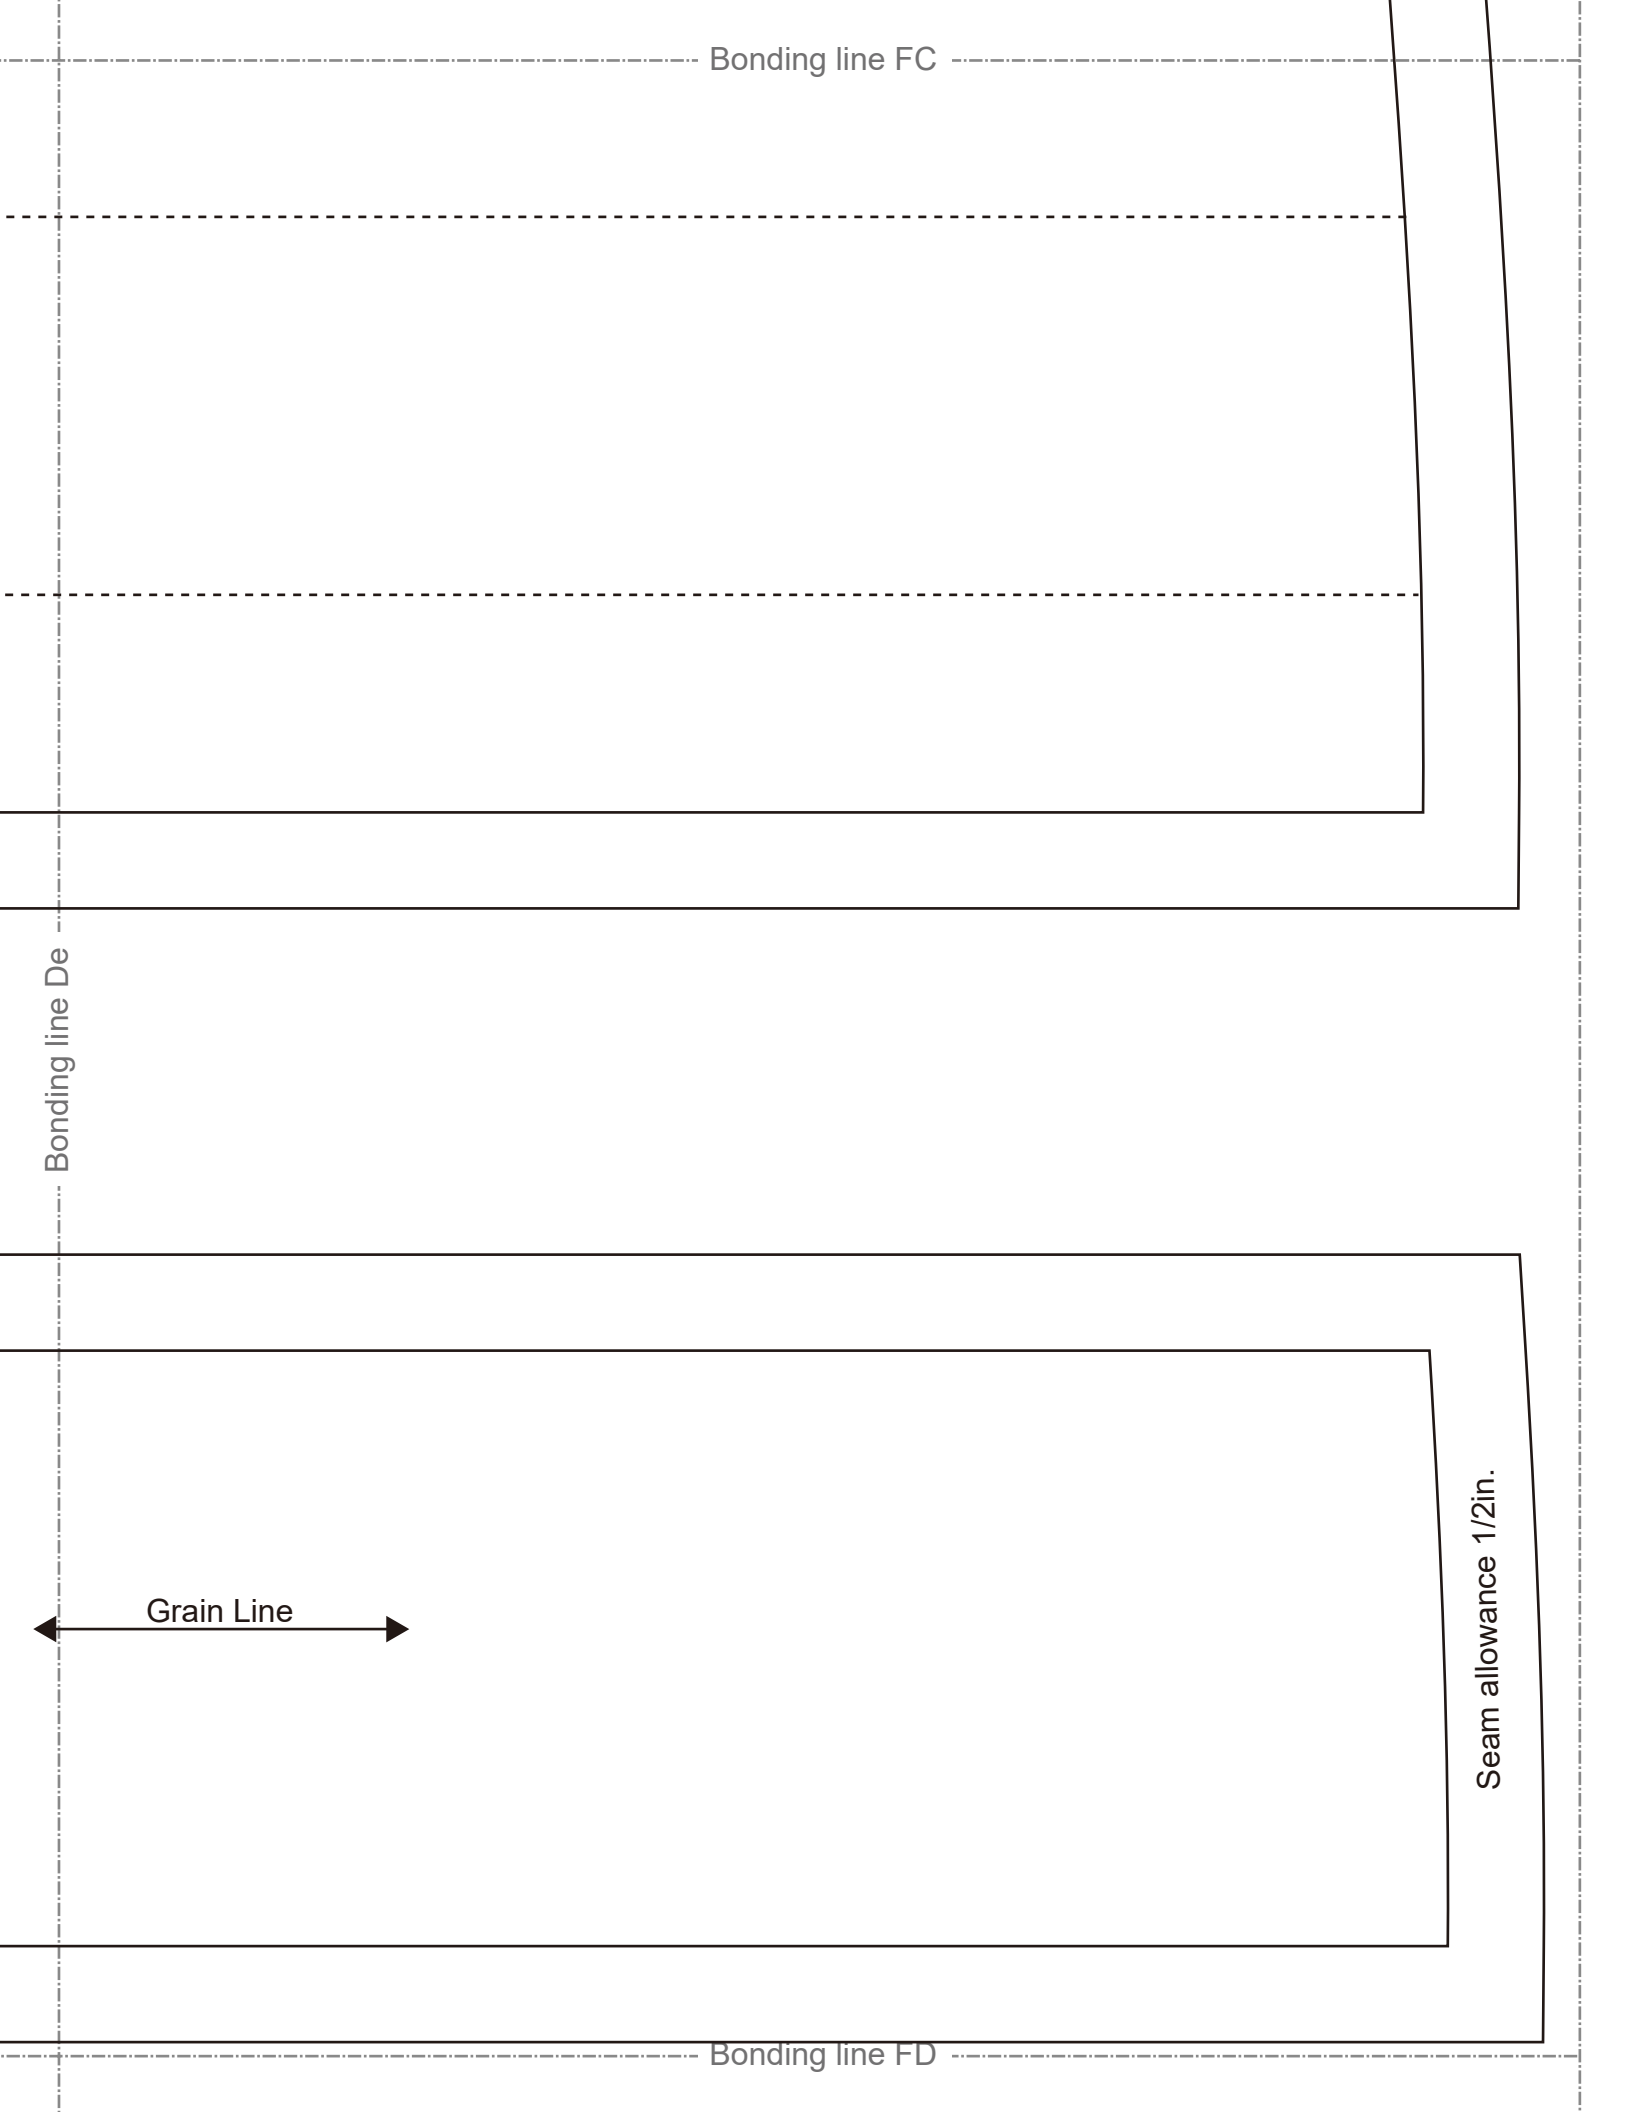 Bonding line FC
Bonding line De
Seam allowance 1/2in.
Grain Line
Bonding line FD